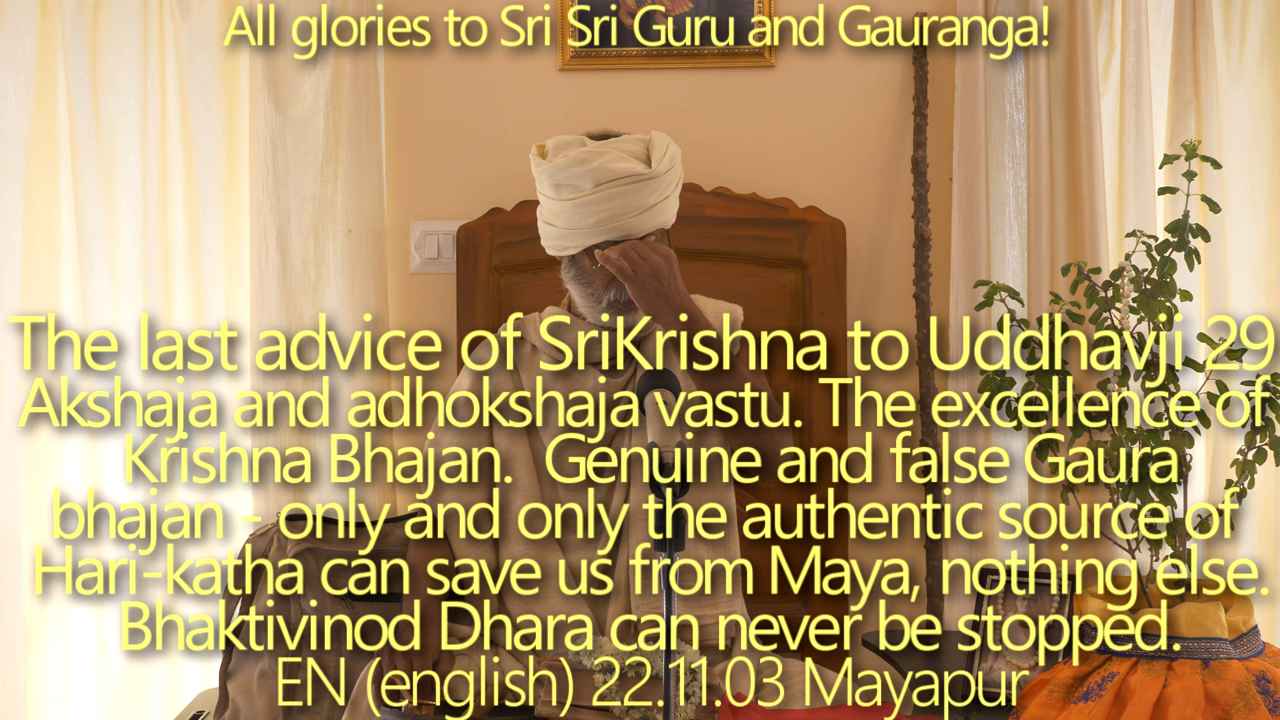 All glories to Sri Sri Guru and Gauranga!
The last advice of SriKrishna to Uddhavji 29
Akshaja and adhokshaja vastu. The excellence of
Krishna Bhajan.  Genuine and false Gaura
bhajan - only and only the authentic source of
Hari-katha can save us from Maya, nothing else.
Bhaktivinod Dhara can never be stopped.
EN (english) 22.11.03 Mayapur